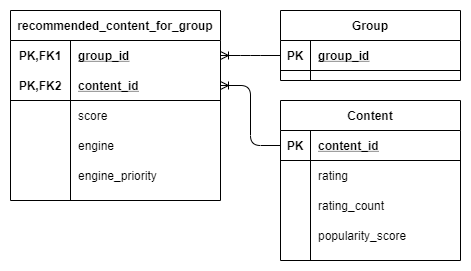 recommended_content_for_group
PK,FK1 group_id
PK,FK2 content_id
score
engine
engine_priority
Group
PK group_id
Content
PK content_id
rating
rating_count
popularity_score